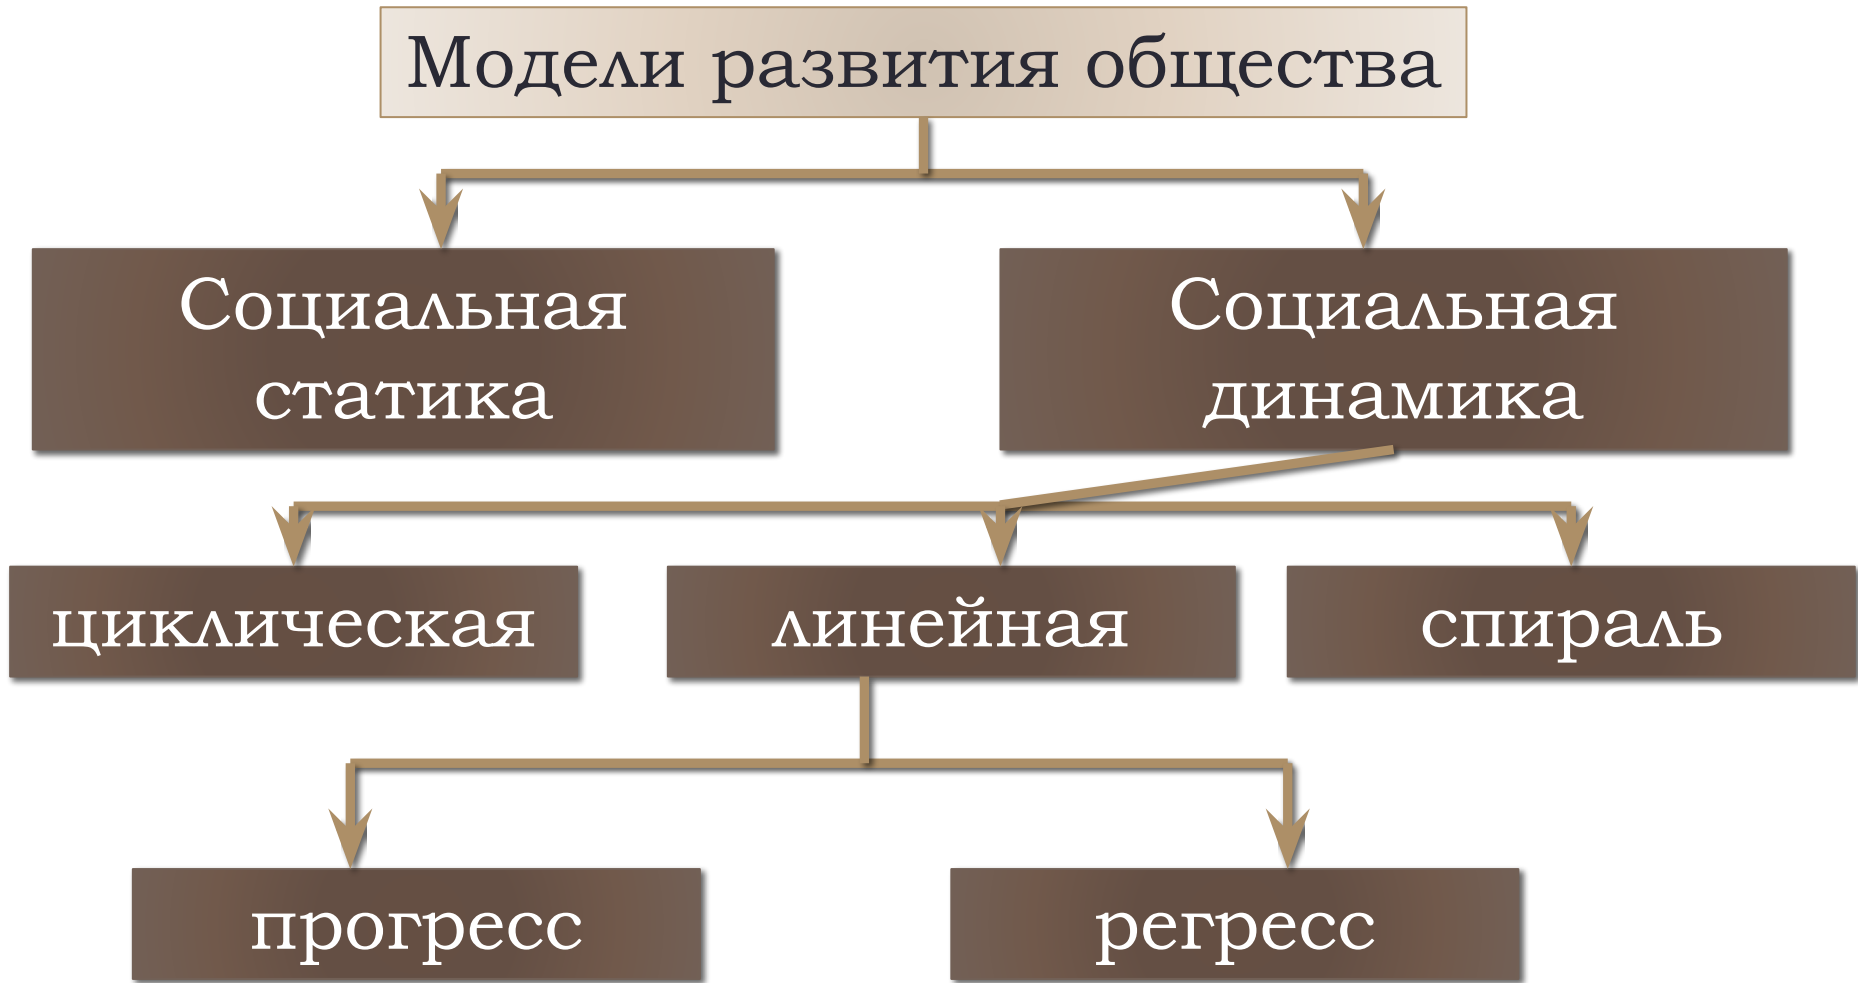 Модели развития общества
Социальная
статика
Социальная
динамика
циклическая
линейная
спираль
прогресс
регресс